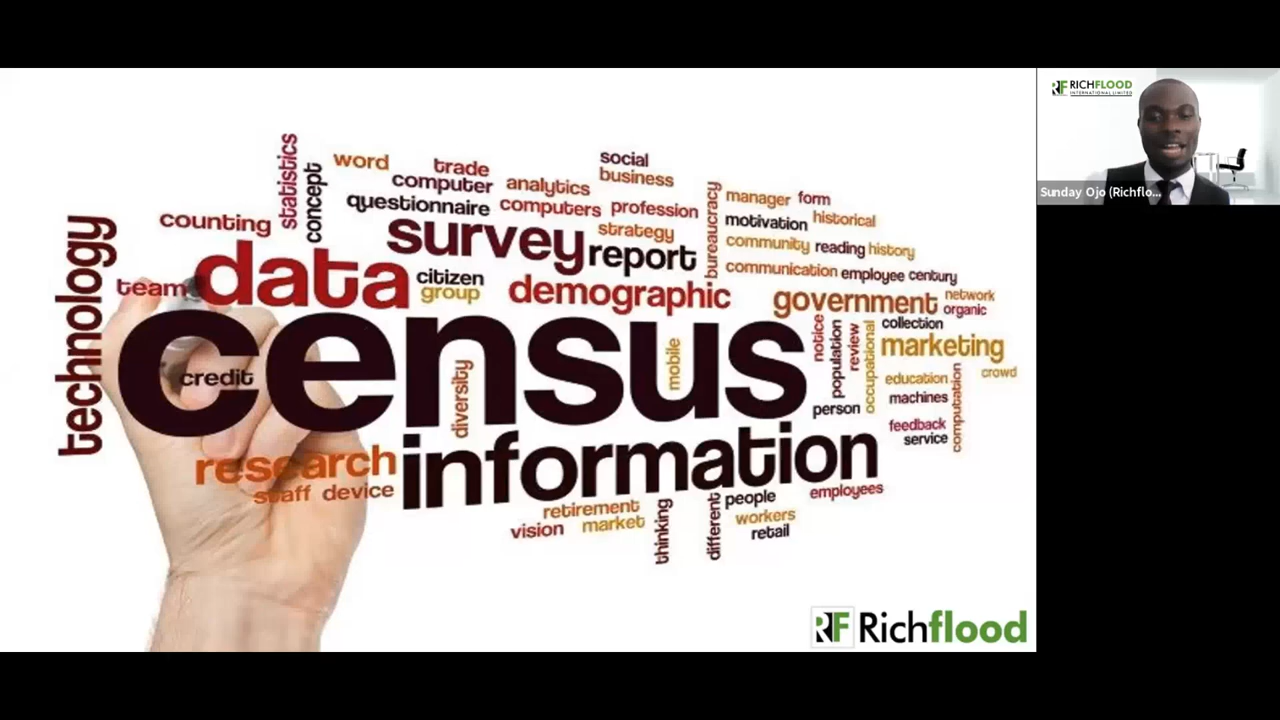 statistics
word
trade
social
concept
computer
analytics
business
counting
questionnaire
computers
profession
bureaucracy
manager
form
survey
strategy
motivation
historical
report
community
reading
history
technology
team
data
citizen
communication
employee
century
group
demographic
government
network
organic
census
collection
notice
population
review
occupational
marketing
credit
diversity
mobile
education
crowd
machines
computation
person
feedback
service
information
research
staff
device
people
employees
retirement
thinking
different
workers
vision
market
retail
RF Richflood
RF RICHFLOOD
INTERNATIONAL LIMITED
Sunday Ojo (Richflo...